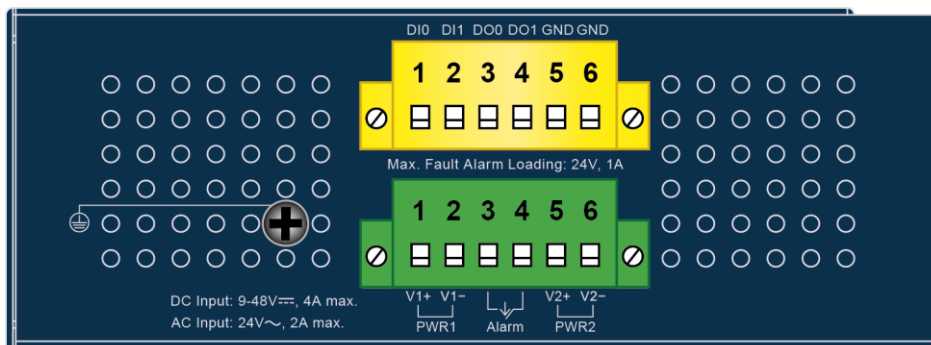 DI0 DI1 DO0 DO1 GND GND
1 2 3 4 5 6
Max. Fault Alarm Loading: 24V, 1A
1 2 3 4 5 6
V1+ V1− V2+ V2−
PWR1 Alarm PWR2
DC Input: 9-48V⎓, 4A max.
AC Input: 24V～, 2A max.